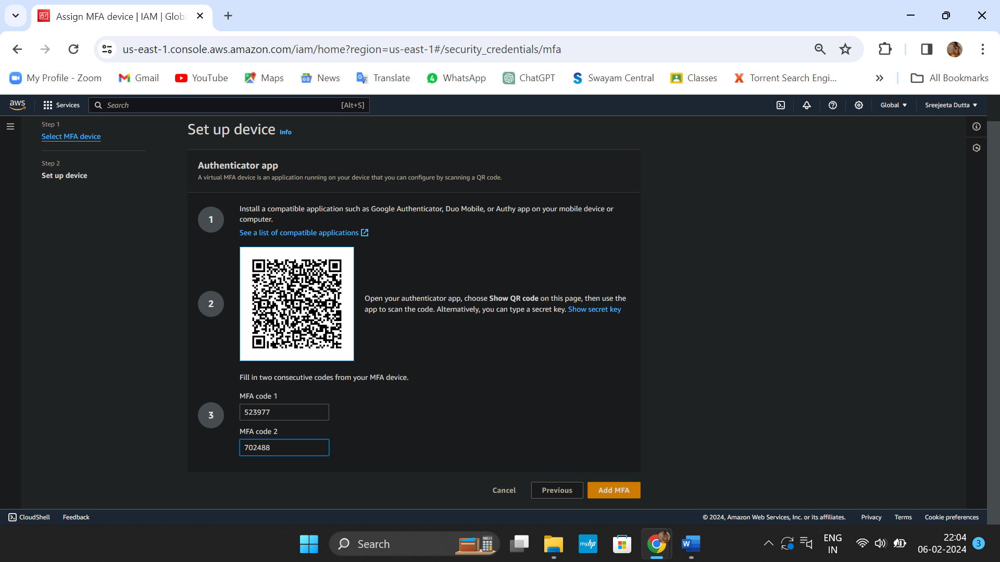 Assign MFA device | IAM | Glob
us-east-1.console.aws.amazon.com/iam/home?region=us-east-1#/security_credentials/mfa
My Profile - Zoom
Gmail
YouTube
Maps
News
Translate
4
WhatsApp
ChatGPT
Swayam Central
Classes
Torrent Search Engi...
All Bookmarks
aws
Services
Search
[Alt+S]
Global
Sreejeeta Dutta
Step 1
Select MFA device
Step 2
Set up device
Set up device Info
Authenticator app
A virtual MFA device is an application running on your device that you can configure by scanning a QR code.
1
Install a compatible application such as Google Authenticator, Duo Mobile, or Authy app on your mobile device or
computer.
See a list of compatible applications
2
Open your authenticator app, choose Show QR code on this page, then use the
app to scan the code. Alternatively, you can type a secret key. Show secret key
3
Fill in two consecutive codes from your MFA device.
MFA code 1
523977
MFA code 2
702488
Cancel
Previous
Add MFA
CloudShell
Feedback
© 2024, Amazon Web Services, Inc. or its affiliates.
Privacy
Terms
Cookie preferences
Search
myhp
W
ENG
IN
22:04
06-02-2024
3